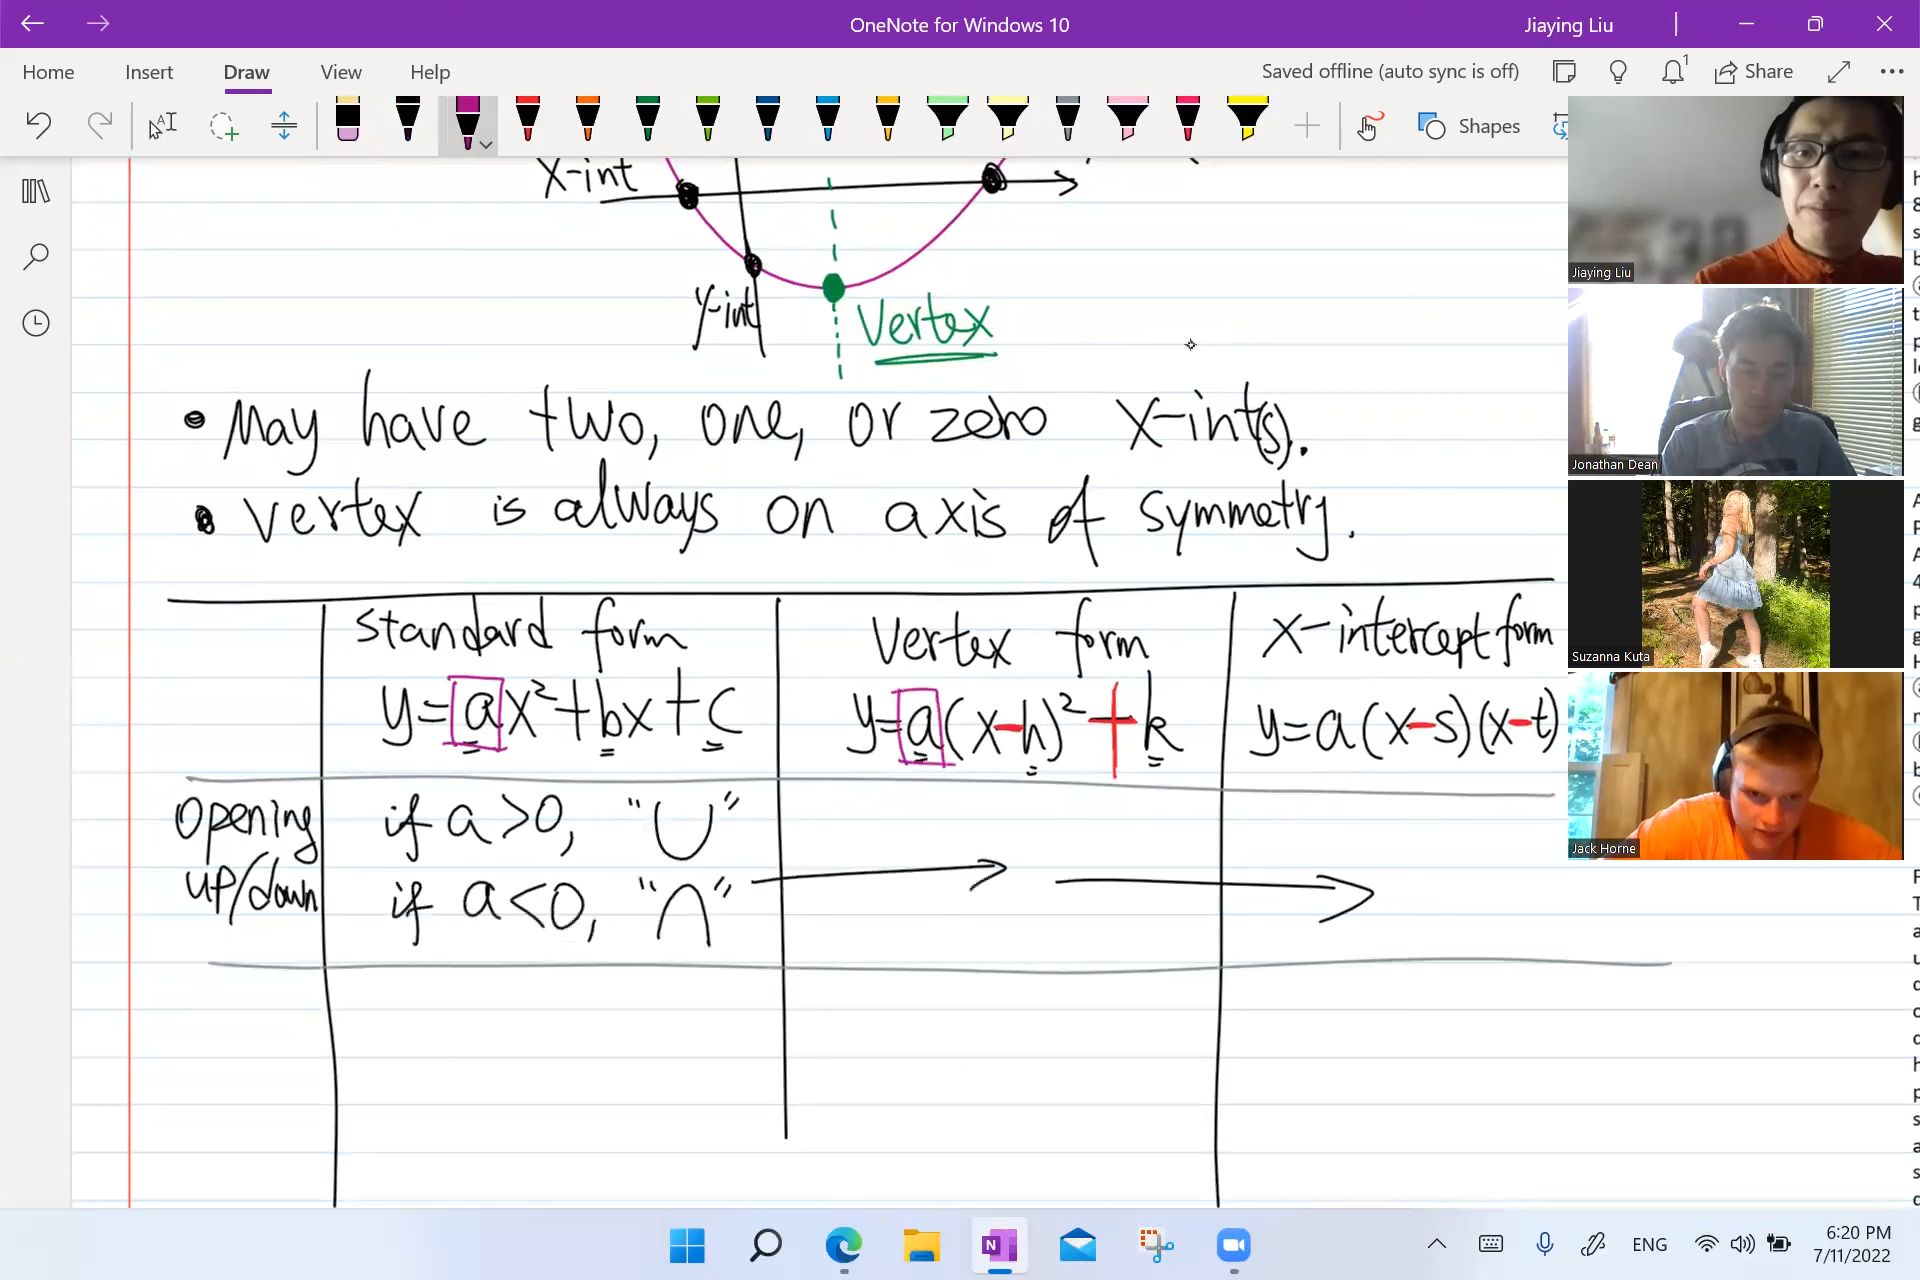 OneNote for Windows 10
Jiaying Liu
Home Insert Draw View Help
Saved offline (auto sync is off)
1
Share
Shapes
X-int
y-int
Vertex
• May have two, one, or zero X-int(s).
• Vertex is always on axis of symmetry.
Standard form
Vertex form
X-intercept form
y=ax²+bx+c
y=a(x-h)²+k
y=a(x-s)(x-t)
Opening up/down
if a>0, "∪"
if a<0, "∩"
Jiaying Liu
Jonathan Dean
Suzanna Kuta
Jack Horne
ENG
6:20 PM
7/11/2022